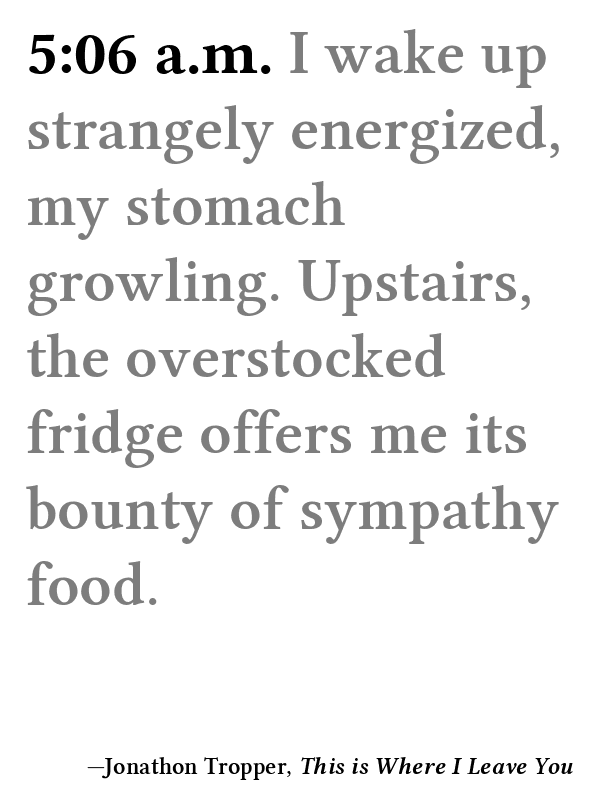 5:06 a.m. I wake up
strangely energized,
my stomach
growling. Upstairs,
the overstocked
fridge offers me its
bounty of sympathy
food.
—Jonathon Tropper, This is Where I Leave You